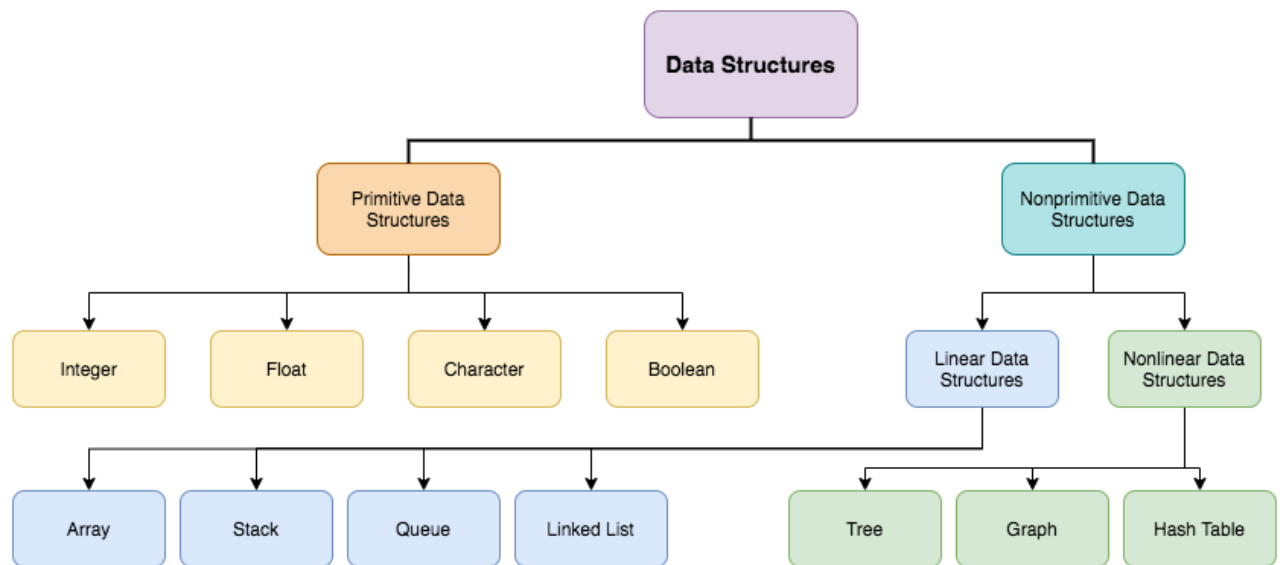 Data Structures
Primitive Data
Structures
Nonprimitive Data
Structures
Integer
Float
Character
Boolean
Linear Data
Structures
Nonlinear Data
Structures
Array
Stack
Queue
Linked List
Tree
Graph
Hash Table